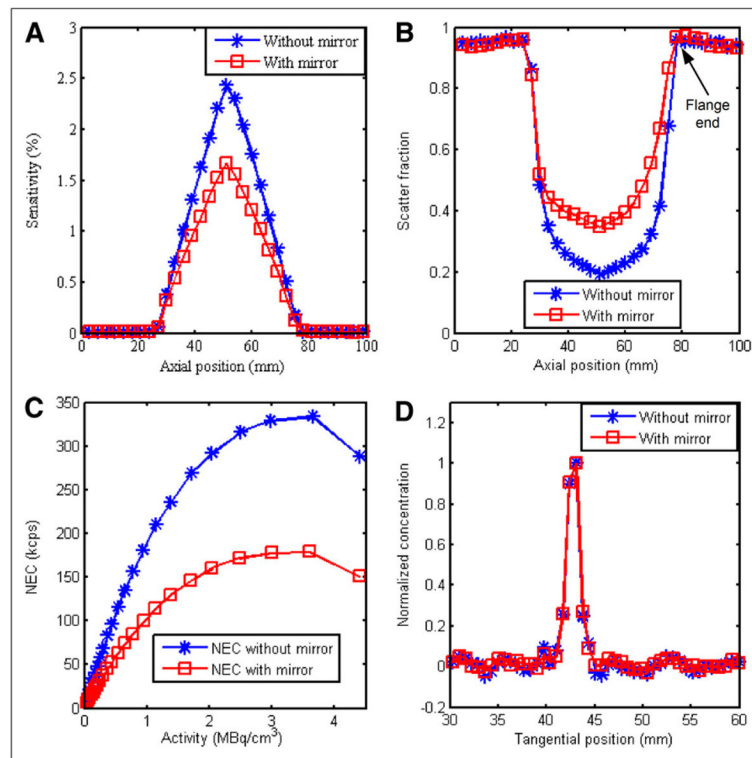 A
Without mirror
With mirror
3
2.5
2
1.5
1
0.5
0
0 20 40 60 80 100
Sensitivity (%)
Axial position (mm)
B
1
0.8
0.6
0.4
0.2
0
0 20 40 60 80 100
Scatter fraction
Flange
end
Without mirror
With mirror
Axial position (mm)
C
350
300
250
200
150
100
50
0
0 1 2 3 4
NEC (kcps)
NEC without mirror
NEC with mirror
Activity (MBq/cm³)
D
Without mirror
With mirror
1.2
1
0.8
0.6
0.4
0.2
0
-0.2
30 35 40 45 50 55 60
Normalized concentration
Tangential position (mm)